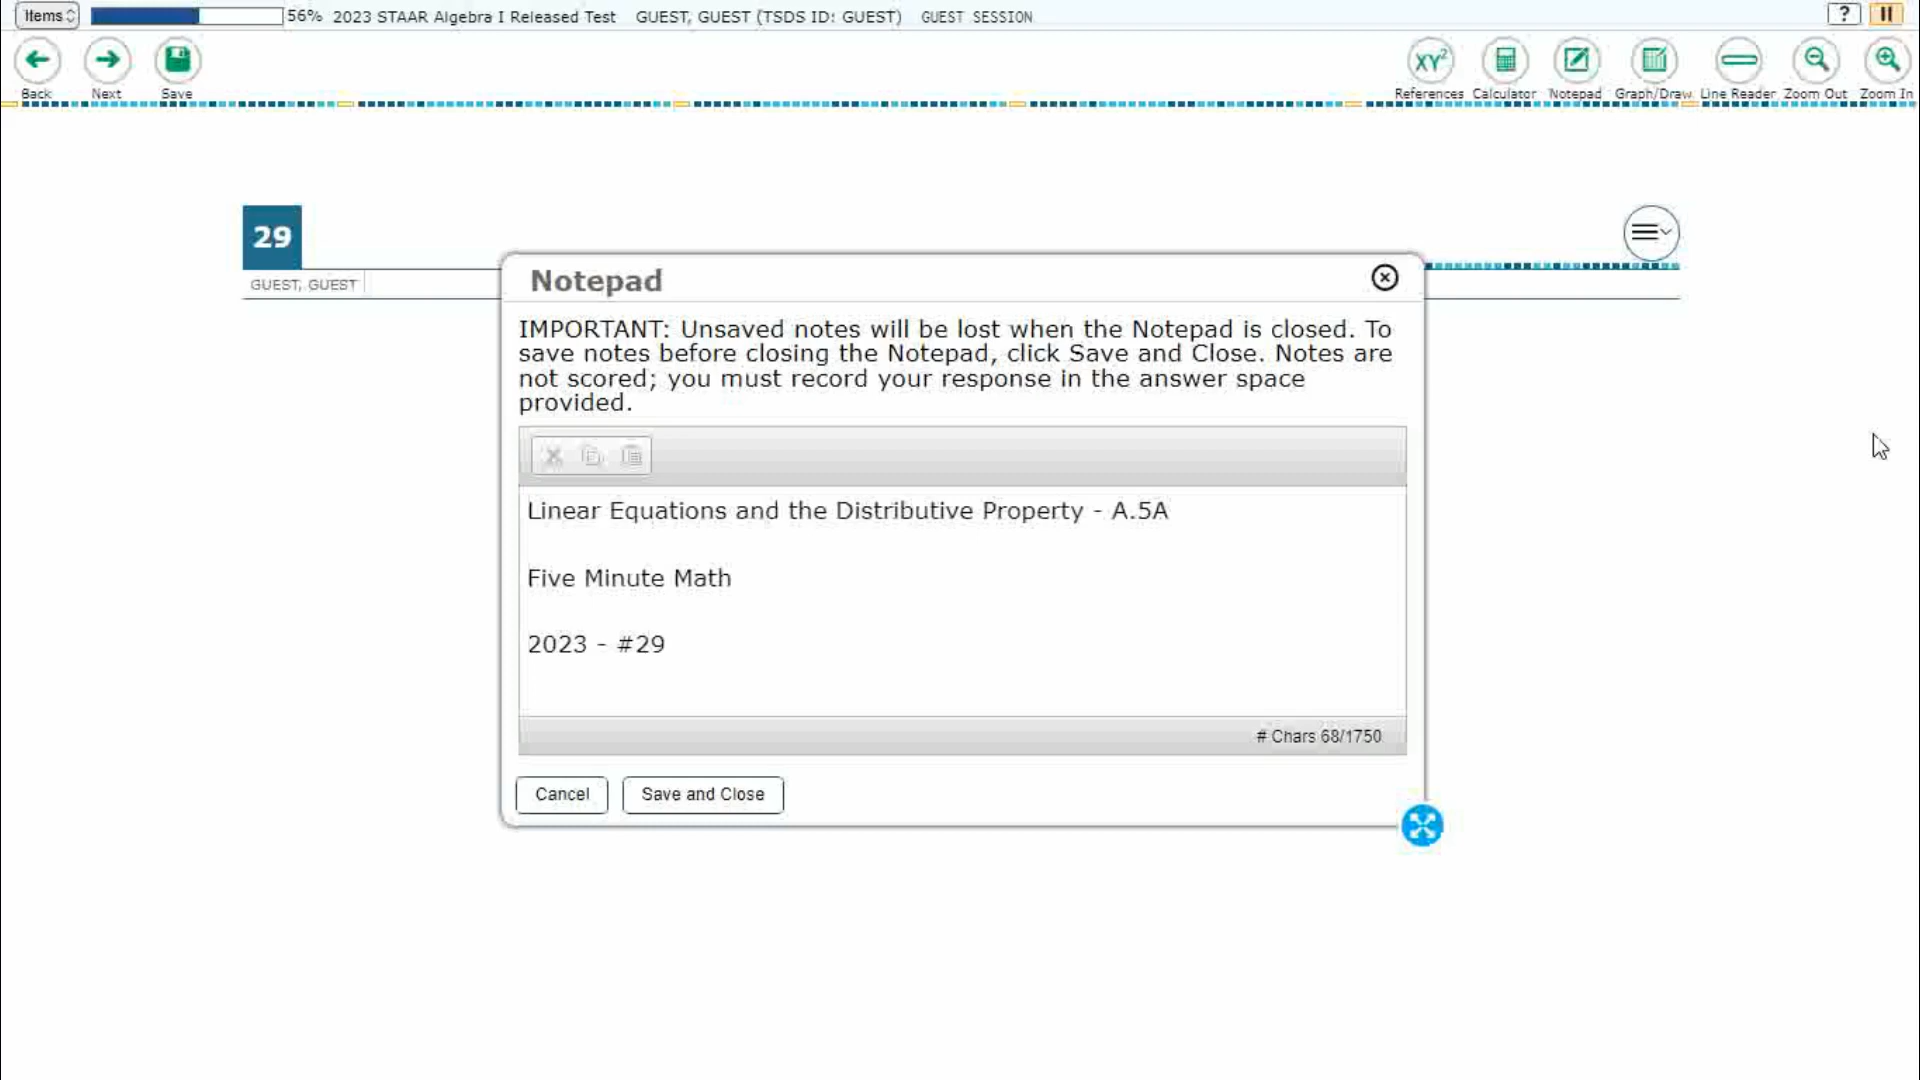 Items 56% 2023 STAAR Algebra I Released Test GUEST, GUEST (TSDS ID: GUEST) GUEST SESSION ?
Back Next Save References Calculator Notepad Graph/Draw Line Reader Zoom Out Zoom In
XY²
29
GUEST, GUEST
Notepad
IMPORTANT: Unsaved notes will be lost when the Notepad is closed. To
save notes before closing the Notepad, click Save and Close. Notes are
not scored; you must record your response in the answer space
provided.
Linear Equations and the Distributive Property - A.5A
Five Minute Math
2023 - #29
# Chars 68/1750
Cancel Save and Close